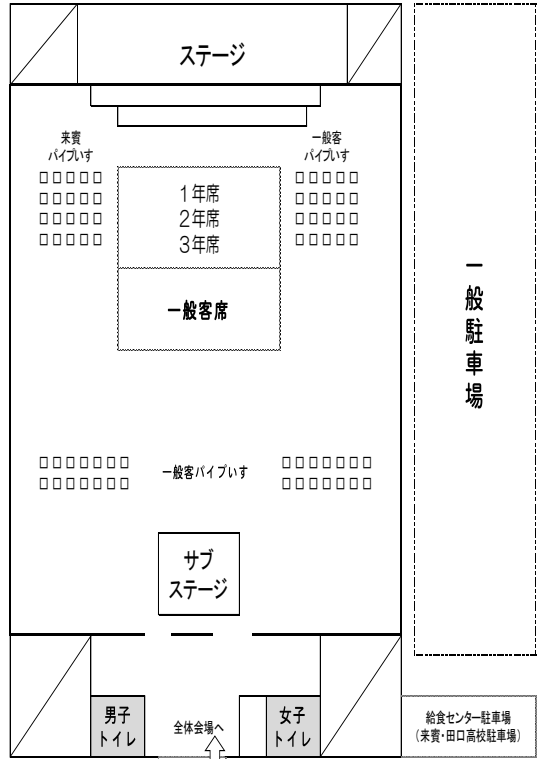 ステージ
来賓
パイプいす
一般客
パイプいす
1年席
2年席
3年席
一般客席
一般駐車場
一般客パイプいす
サブ
ステージ
男子
トイレ
全体会場へ
女子
トイレ
給食センター駐車場
(来賓・田口高校駐車場)